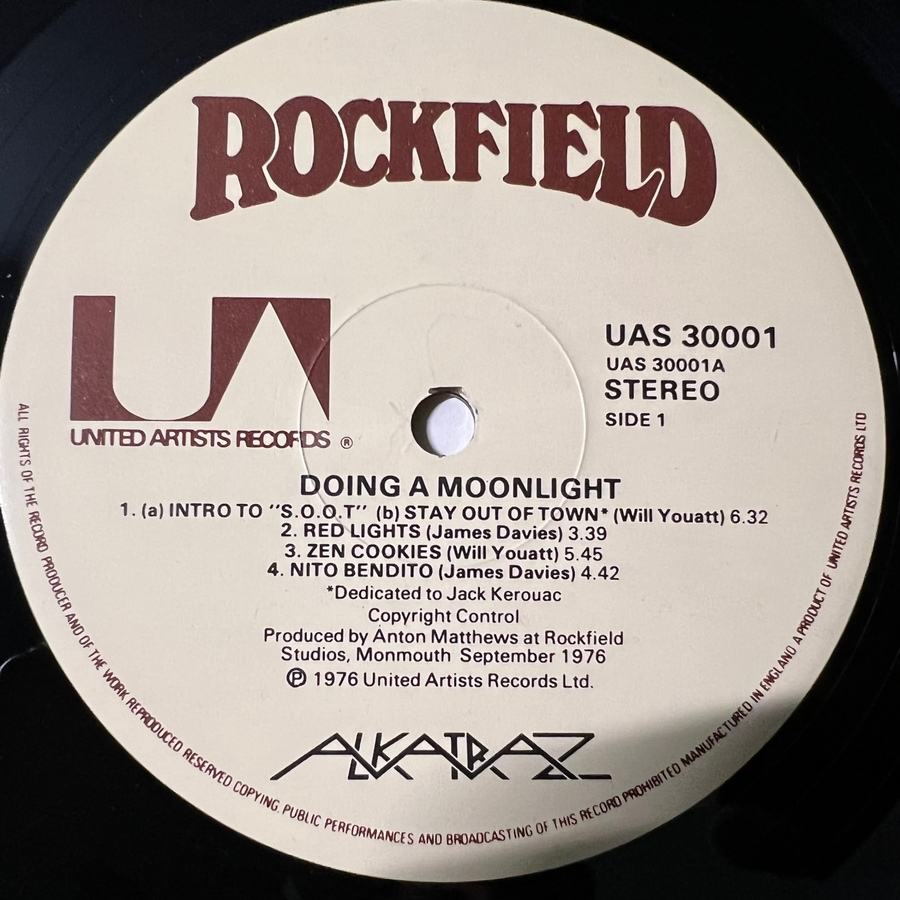 ROCKFIELD
UA
UNITED ARTISTS RECORDS ®
UAS 30001
UAS 30001A
STEREO
SIDE 1
DOING A MOONLIGHT
1. (a) INTRO TO "S.O.O.T" (b) STAY OUT OF TOWN* (Will Youatt) 6.32
2. RED LIGHTS (James Davies) 3.39
3. ZEN COOKIES (Will Youatt) 5.45
4. NITO BENDITO (James Davies) 4.42
*Dedicated to Jack Kerouac
Copyright Control
Produced by Anton Matthews at Rockfield
Studios, Monmouth September 1976
℗ 1976 United Artists Records Ltd.
ALKATRAZ
ALL RIGHTS OF THE RECORD PRODUCER AND OF THE WORK REPRODUCED RESERVED COPYING, PUBLIC PERFORMANCES AND BROADCASTING OF THIS RECORD PROHIBITED MANUFACTURED IN ENGLAND A PRODUCT OF UNITED ARTISTS RECORDS LTD